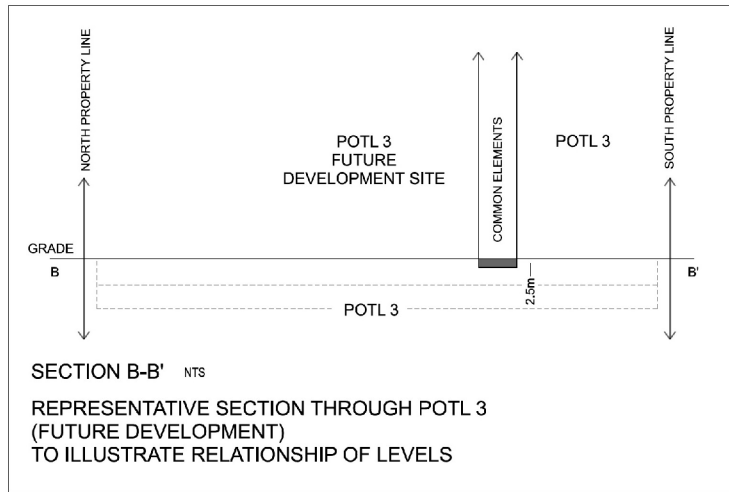 NORTH PROPERTY LINE
SOUTH PROPERTY LINE
COMMON ELEMENTS
POTL 3
FUTURE
DEVELOPMENT SITE
POTL 3
GRADE
B
B'
2.5m
POTL 3
SECTION B-B' NTS
REPRESENTATIVE SECTION THROUGH POTL 3
(FUTURE DEVELOPMENT)
TO ILLUSTRATE RELATIONSHIP OF LEVELS